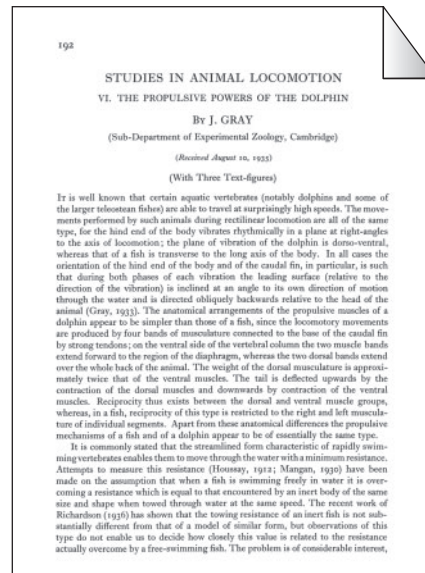 192
STUDIES IN ANIMAL LOCOMOTION
VI. THE PROPULSIVE POWERS OF THE DOLPHIN
BY J. GRAY
(Sub-Department of Experimental Zoology, Cambridge)
(Received August 10, 1935)
(With Three Text-figures)
IT is well known that certain aquatic vertebrates (notably dolphins and some of
the larger teleostean fishes) are able to travel at surprisingly high speeds. The move-
ments performed by such animals during rectilinear locomotion are all of the same
type, for the hind end of the body vibrates rhythmically in a plane at right-angles
to the axis of locomotion; the plane of vibration of the dolphin is dorso-ventral,
whereas that of a fish is transverse to the long axis of the body. In all cases the
orientation of the hind end of the body and of the caudal fin, in particular, is such
that during both phases of each vibration the leading surface (relative to the
direction of the vibration) is inclined at an angle to its own direction of motion
through the water and is directed obliquely backwards relative to the head of the
animal (Gray, 1933). The anatomical arrangements of the propulsive muscles of a
dolphin appear to be simpler than those of a fish, since the locomotory movements
are produced by four bands of musculature connected to the base of the caudal fin
by strong tendons; on the ventral side of the vertebral column the two muscle bands
extend forward to the region of the diaphragm, whereas the two dorsal bands extend
over the whole back of the animal. The weight of the dorsal musculature is approxi-
mately twice that of the ventral muscles. The tail is deflected upwards by the
contraction of the dorsal muscles and downwards by contraction of the ventral
muscles. Reciprocity thus exists between the dorsal and ventral muscle groups,
whereas, in a fish, reciprocity of this type is restricted to the right and left muscula-
ture of individual segments. Apart from these anatomical differences the propulsive
mechanisms of a fish and of a dolphin appear to be of essentially the same type.
It is commonly stated that the streamlined form characteristic of rapidly swim-
ming vertebrates enables them to move through the water with a minimum resistance.
Attempts to measure this resistance (Houssay, 1912; Mangan, 1930) have been
made on the assumption that when a fish is swimming freely in water it is over-
coming a resistance which is equal to that encountered by an inert body of the same
size and shape when towed through water at the same speed. The recent work of
Richardson (1936) has shown that the towing resistance of an inert fish is not sub-
stantially different from that of a model of similar form, but observations of this
type do not enable us to decide how closely this value is related to the resistance
actually overcome by a free-swimming fish. The problem is of considerable interest,